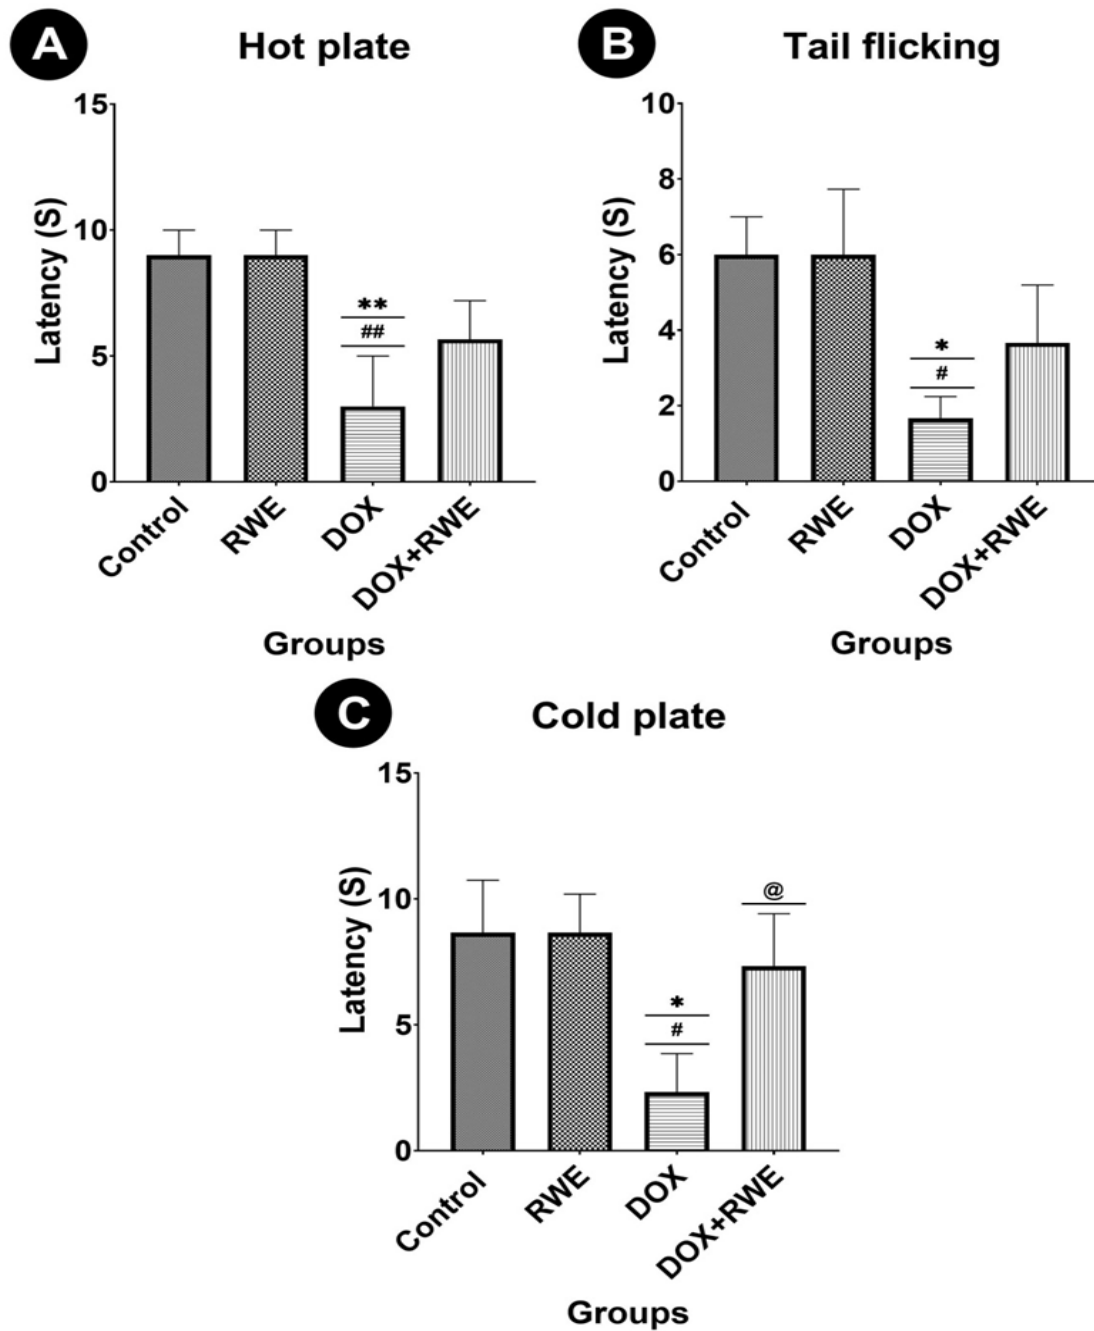 A Hot plate
15
10
5
0
Latency (S)
**
##
Control
RWE
DOX
DOX+RWE
Groups
B Tail flicking
10
8
6
4
2
0
Latency (S)
*
#
Control
RWE
DOX
DOX+RWE
Groups
C Cold plate
15
10
5
0
Latency (S)
*
#
@
Control
RWE
DOX
DOX+RWE
Groups